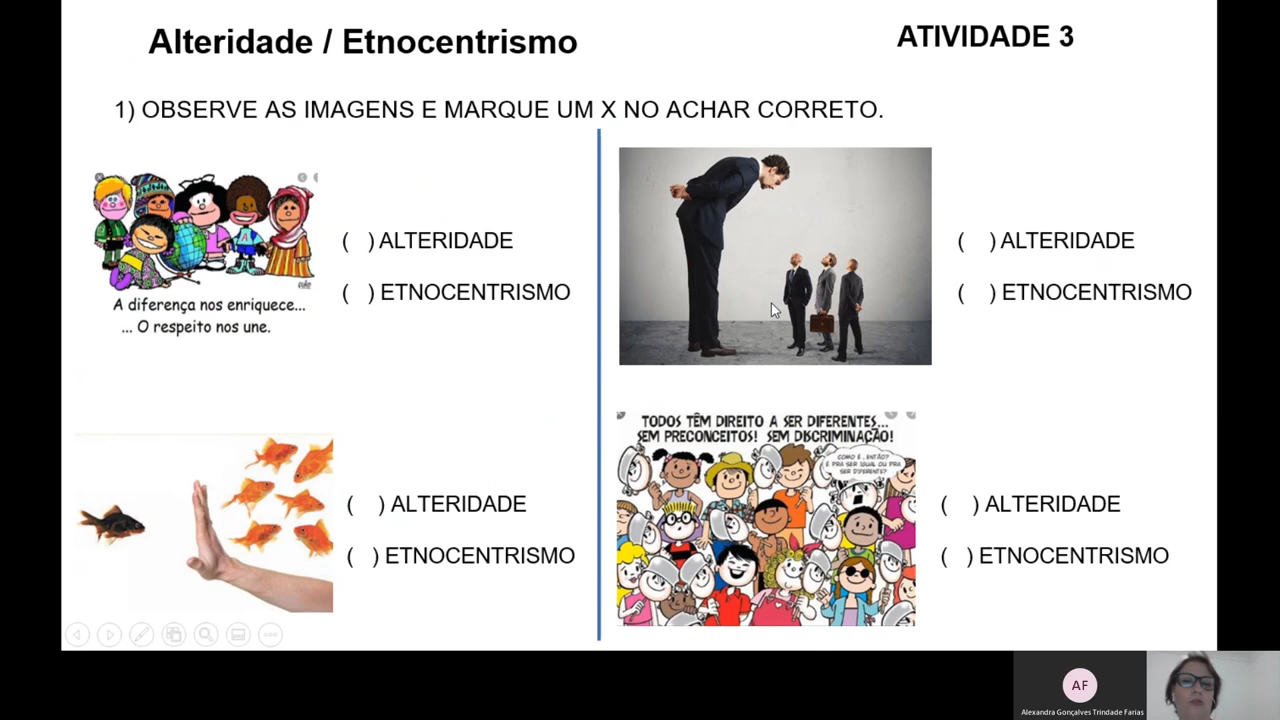 Alteridade / Etnocentrismo
ATIVIDADE 3
1) OBSERVE AS IMAGENS E MARQUE UM X NO ACHAR CORRETO.
A diferença nos enriquece...
... O respeito nos une.
( ) ALTERIDADE
( ) ETNOCENTRISMO
( ) ALTERIDADE
( ) ETNOCENTRISMO
( ) ALTERIDADE
( ) ETNOCENTRISMO
TODOS TÊM DIREITO A SER DIFERENTES...
SEM PRECONCEITOS! SEM DISCRIMINAÇÃO!
COMO É, ENTÃO?
É PRA SER IGUAL OU PRA
SER DIFERENTE?
( ) ALTERIDADE
( ) ETNOCENTRISMO
AF
Alexandra Gonçalves Trindade Farias